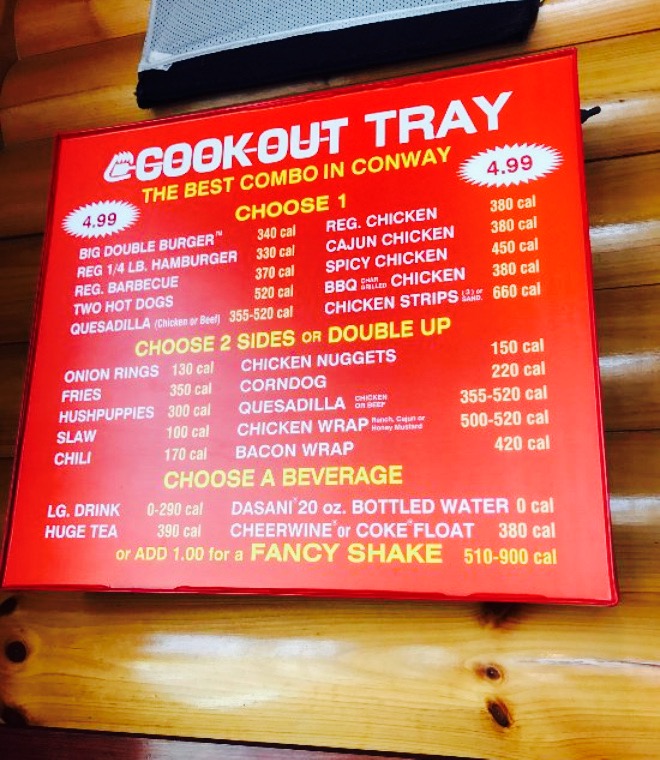 COOK-OUT TRAY
THE BEST COMBO IN CONWAY
4.99
4.99
CHOOSE 1
BIG DOUBLE BURGER™ 340 cal
REG 1/4 LB. HAMBURGER 330 cal
REG. BARBECUE 370 cal
TWO HOT DOGS 520 cal
QUESADILLA (Chicken or Beef) 355-520 cal
REG. CHICKEN 380 cal
CAJUN CHICKEN 380 cal
SPICY CHICKEN 450 cal
BBQ CHAR GRILLED CHICKEN 380 cal
CHICKEN STRIPS (3) or SAND. 660 cal
CHOOSE 2 SIDES OR DOUBLE UP
ONION RINGS 130 cal
FRIES 350 cal
HUSHPUPPIES 300 cal
SLAW 100 cal
CHILI 170 cal
CHICKEN NUGGETS 150 cal
CORNDOG 220 cal
QUESADILLA CHICKEN OR BEEF 355-520 cal
CHICKEN WRAP Ranch, Cajun or Honey Mustard 500-520 cal
BACON WRAP 420 cal
CHOOSE A BEVERAGE
LG. DRINK 0-290 cal
HUGE TEA 390 cal
DASANI® 20 oz. BOTTLED WATER 0 cal
CHEERWINE® or COKE® FLOAT 380 cal
or ADD 1.00 for a FANCY SHAKE 510-900 cal